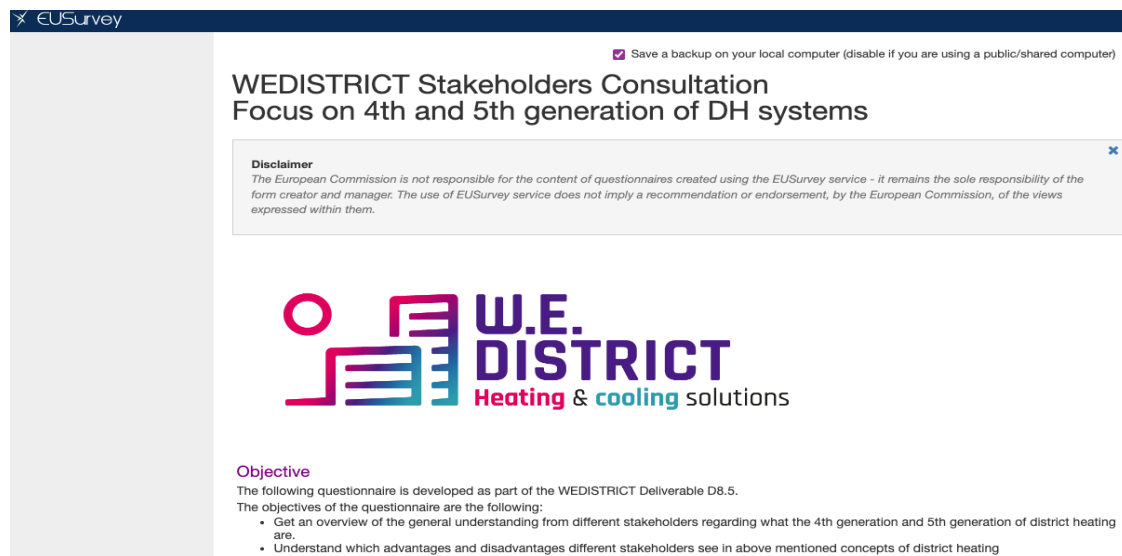 EUSurvey
Save a backup on your local computer (disable if you are using a public/shared computer)
WEDISTRICT Stakeholders Consultation
Focus on 4th and 5th generation of DH systems
Disclaimer
The European Commission is not responsible for the content of questionnaires created using the EUSurvey service - it remains the sole responsibility of the
form creator and manager. The use of EUSurvey service does not imply a recommendation or endorsement, by the European Commission, of the views
expressed within them.
W.E.
DISTRICT
Heating & cooling solutions
Objective
The following questionnaire is developed as part of the WEDISTRICT Deliverable D8.5.
The objectives of the questionnaire are the following:
• Get an overview of the general understanding from different stakeholders regarding what the 4th generation and 5th generation of district heating
are.
• Understand which advantages and disadvantages different stakeholders see in above mentioned concepts of district heating